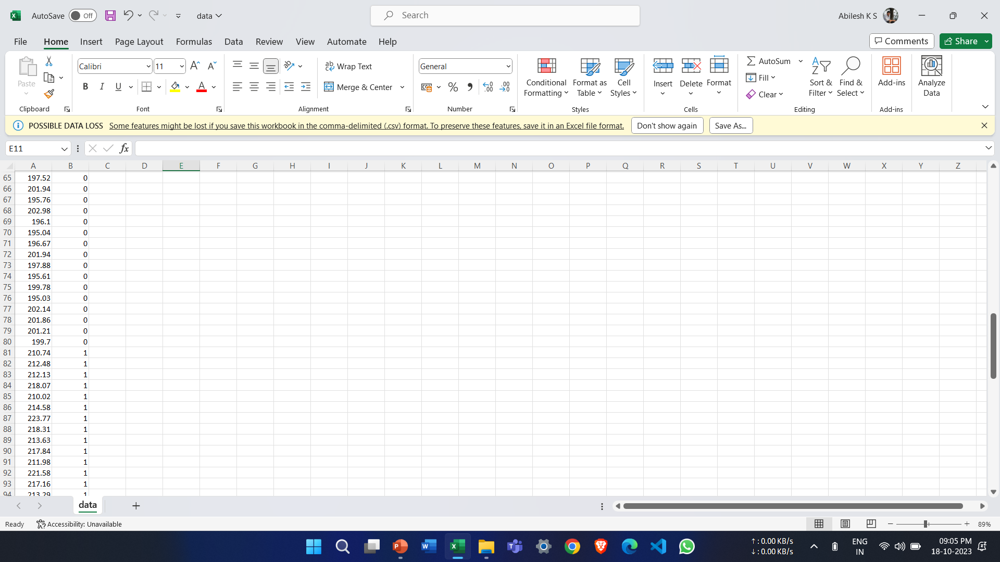 AutoSave Off data Search Abilesh K S
File Home Insert Page Layout Formulas Data Review View Automate Help Comments Share
Paste Calibri 11 Wrap Text General Conditional Formatting Format as Table Cell Styles Insert Delete Format AutoSum Sort & Filter Find & Select Add-ins Analyze Data
B I U A Merge & Center % Fill
Clear
Clipboard Font Alignment Number Styles Cells Editing Add-ins
POSSIBLE DATA LOSS Some features might be lost if you save this workbook in the comma-delimited (.csv) format. To preserve these features, save it in an Excel file format. Don't show again Save As...
E11 fx
A B C D E F G H I J K L M N O P Q R S T U V W X Y Z
65 197.52 0
66 201.94 0
67 195.76 0
68 202.98 0
69 196.1 0
70 195.04 0
71 196.67 0
72 201.94 0
73 197.88 0
74 195.61 0
75 199.78 0
76 195.03 0
77 202.14 0
78 201.86 0
79 201.21 0
80 199.7 0
81 210.74 1
82 212.48 1
83 212.13 1
84 218.07 1
85 210.02 1
86 214.58 1
87 223.77 1
88 218.31 1
89 213.63 1
90 217.84 1
91 211.98 1
92 221.58 1
93 217.16 1
94 213.29 1
data
Ready Accessibility: Unavailable 89%
↑ : 0.00 KB/s ENG 09:05 PM
↓ : 0.00 KB/s IN 18-10-2023